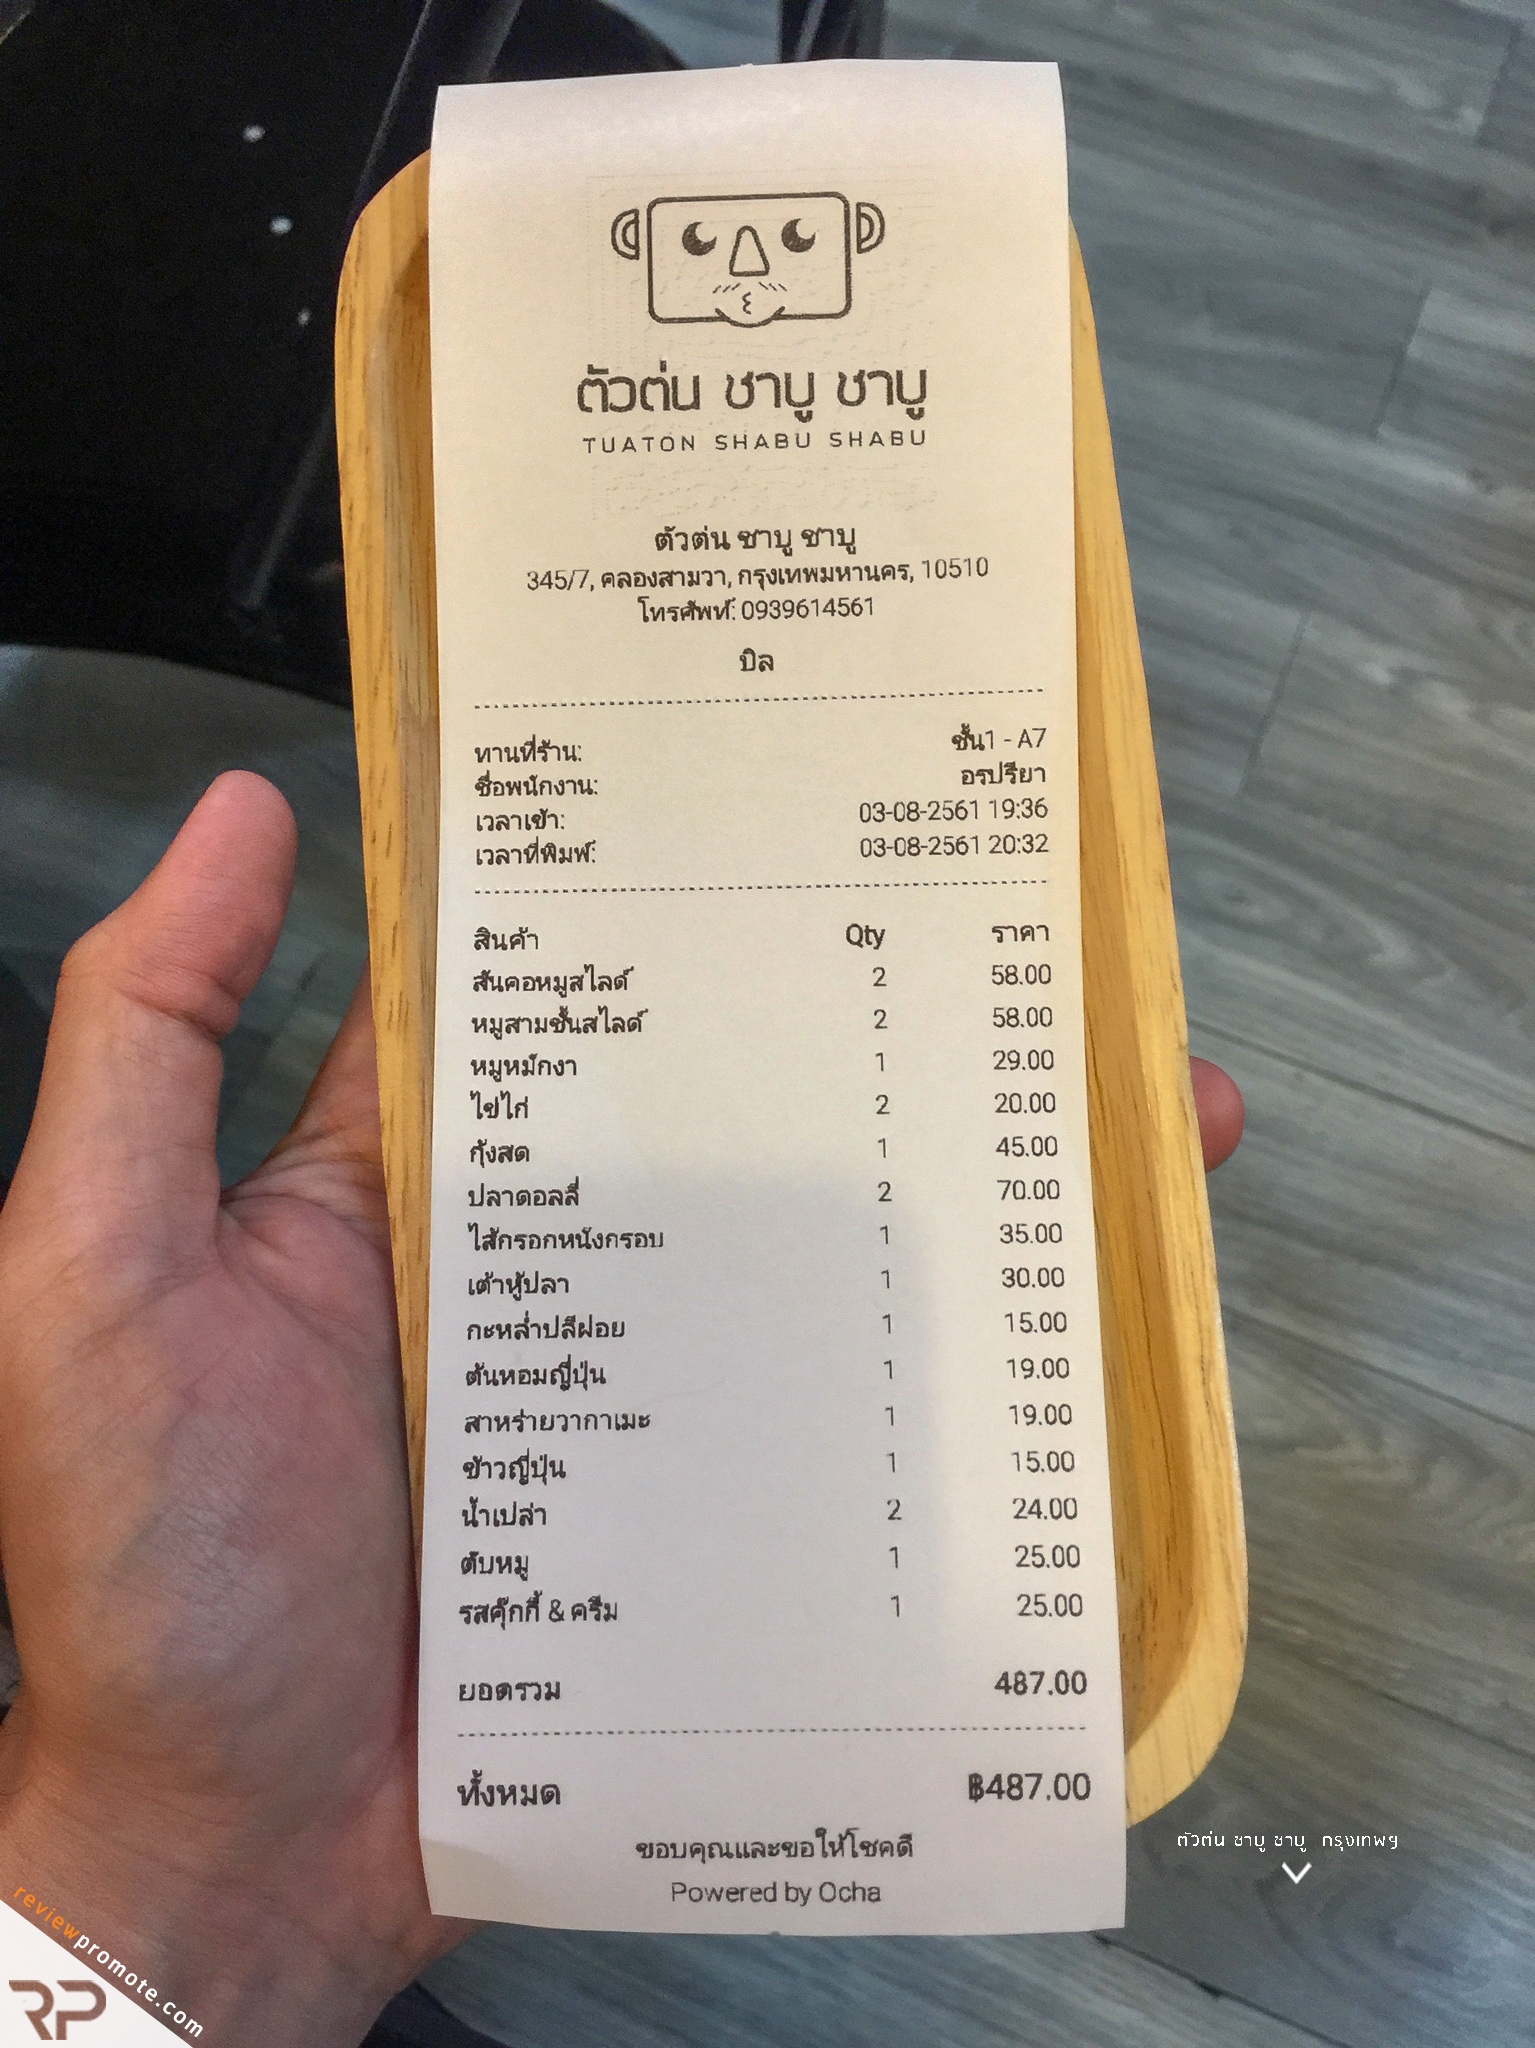 ตัวต่น ชาบู ชาบู
TUATON SHABU SHABU
ตัวต่น ชาบู ชาบู
345/7, คลองสามวา, กรุงเทพมหานคร, 10510
โทรศัพท์: 0939614561
บิล
ทานที่ร้าน: ชั้น1 - A7
ชื่อพนักงาน: อรปรียา
เวลาเข้า: 03-08-2561 19:36
เวลาที่พิมพ์: 03-08-2561 20:32
สินค้า Qty ราคา
สันคอหมูสไลด์ 2 58.00
หมูสามชั้นสไลด์ 2 58.00
หมูหมักงา 1 29.00
ไข่ไก่ 2 20.00
กุ้งสด 1 45.00
ปลาดอลลี่ 2 70.00
ไส้กรอกหนังกรอบ 1 35.00
เต้าหู้ปลา 1 30.00
กะหล่ำปลีฝอย 1 15.00
ต้นหอมญี่ปุ่น 1 19.00
สาหร่ายวากาเมะ 1 19.00
ข้าวญี่ปุ่น 1 15.00
น้ำเปล่า 2 24.00
ตับหมู 1 25.00
รสคุ๊กกี้ & ครีม 1 25.00
ยอดรวม 487.00
ทั้งหมด ฿487.00
ขอบคุณและขอให้โชคดี
Powered by Ocha
ตัวต่น ชาบู ชาบู กรุงเทพฯ
reviewpromote.com
RP